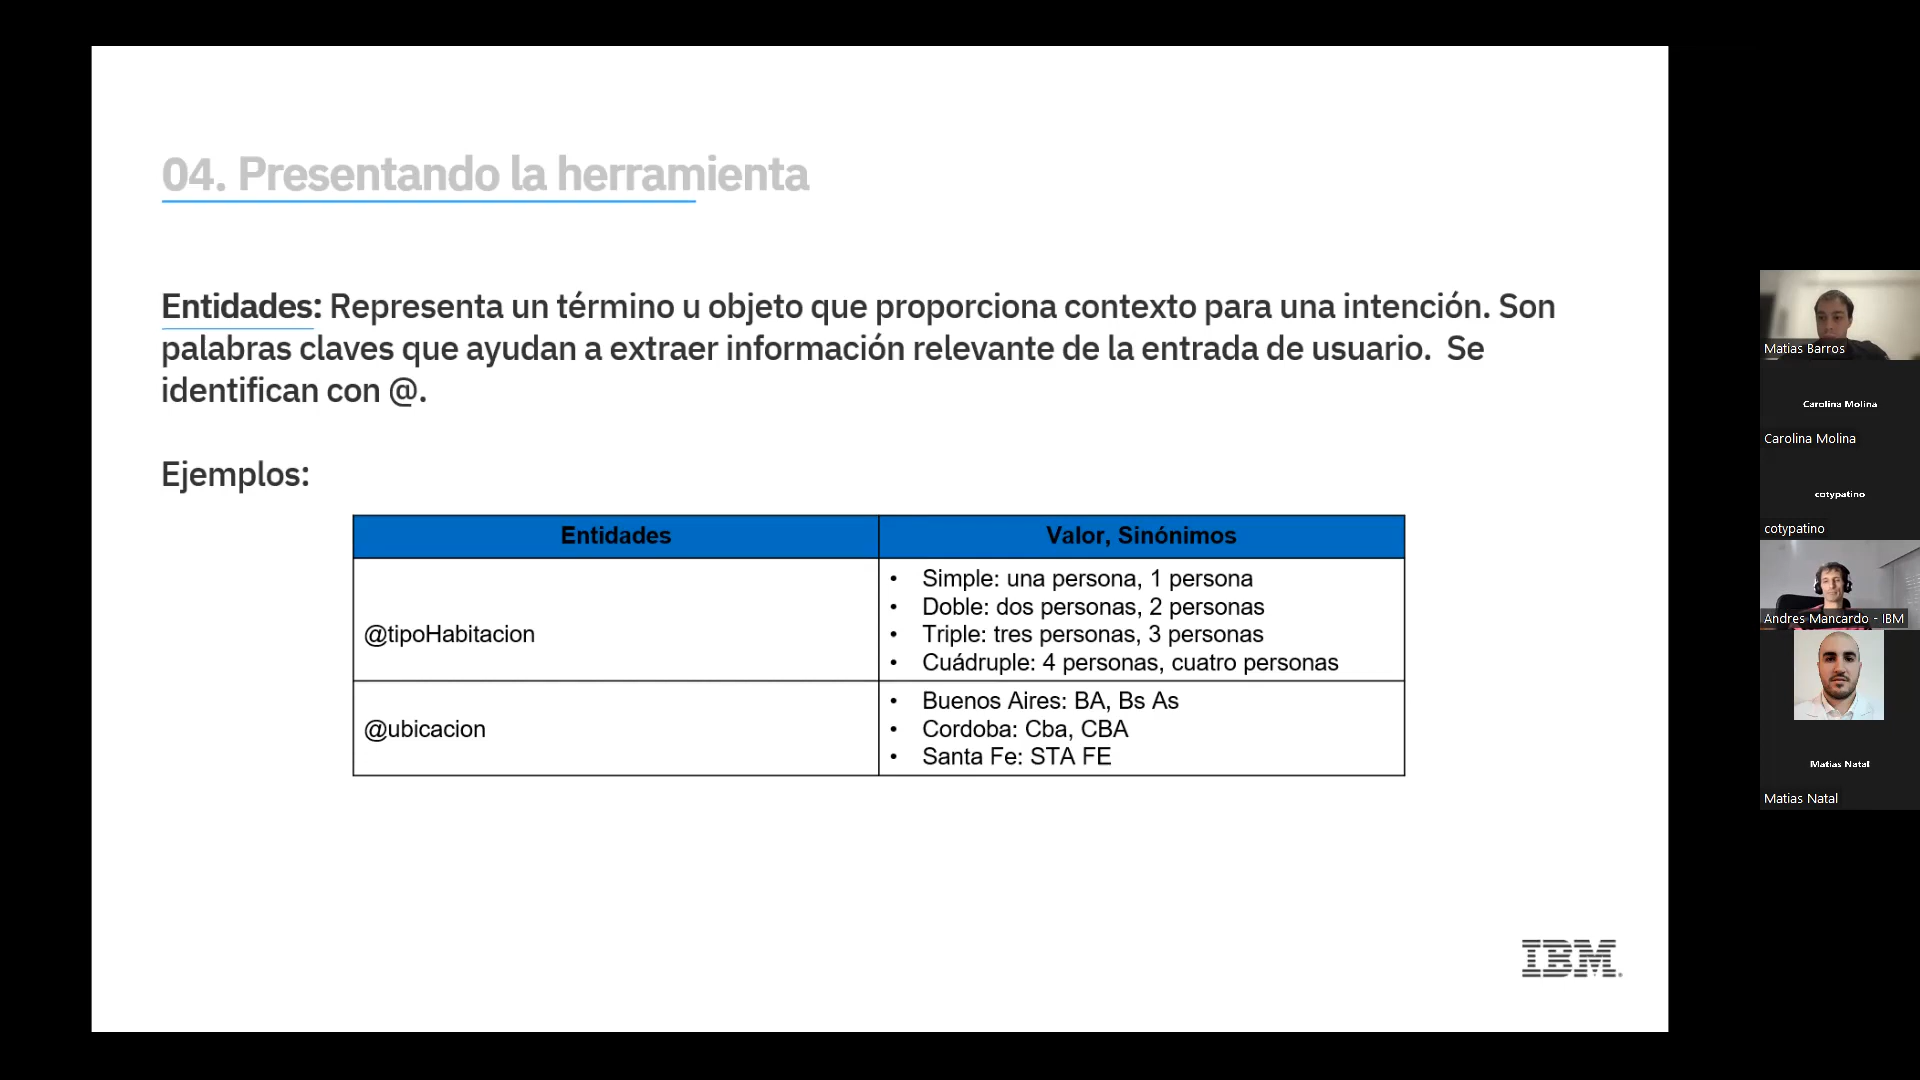 04. Presentando la herramienta
Entidades: Representa un término u objeto que proporciona contexto para una intención. Son
palabras claves que ayudan a extraer información relevante de la entrada de usuario.  Se
identifican con @.
Ejemplos:
Entidades
Valor, Sinónimos
@tipoHabitacion
• Simple: una persona, 1 persona
• Doble: dos personas, 2 personas
• Triple: tres personas, 3 personas
• Cuádruple: 4 personas, cuatro personas
@ubicacion
• Buenos Aires: BA, Bs As
• Cordoba: Cba, CBA
• Santa Fe: STA FE
IBM®
Matias Barros
Carolina Molina
Carolina Molina
cotypatino
cotypatino
Andres Mancardo - IBM
Matias Natal
Matias Natal